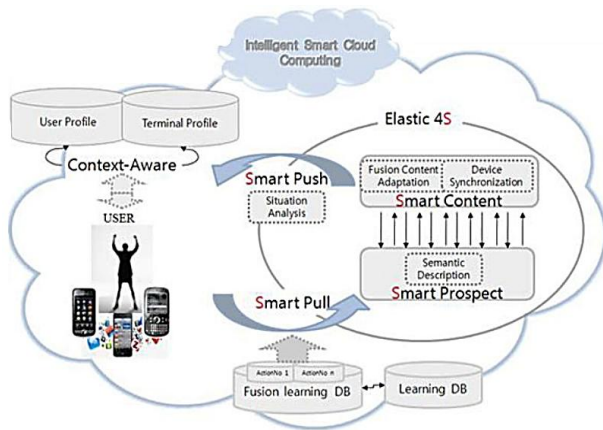 Intelligent Smart Cloud
Computing
User Profile
Terminal Profile
Context-Aware
USER
Elastic 4S
Smart Push
Situation
Analysis
Fusion Content
Adaptation
Device
Synchronization
Smart Content
Semantic
Description
Smart Prospect
Smart Pull
ActionNo 1
ActionNo n
Fusion learning DB
Learning DB